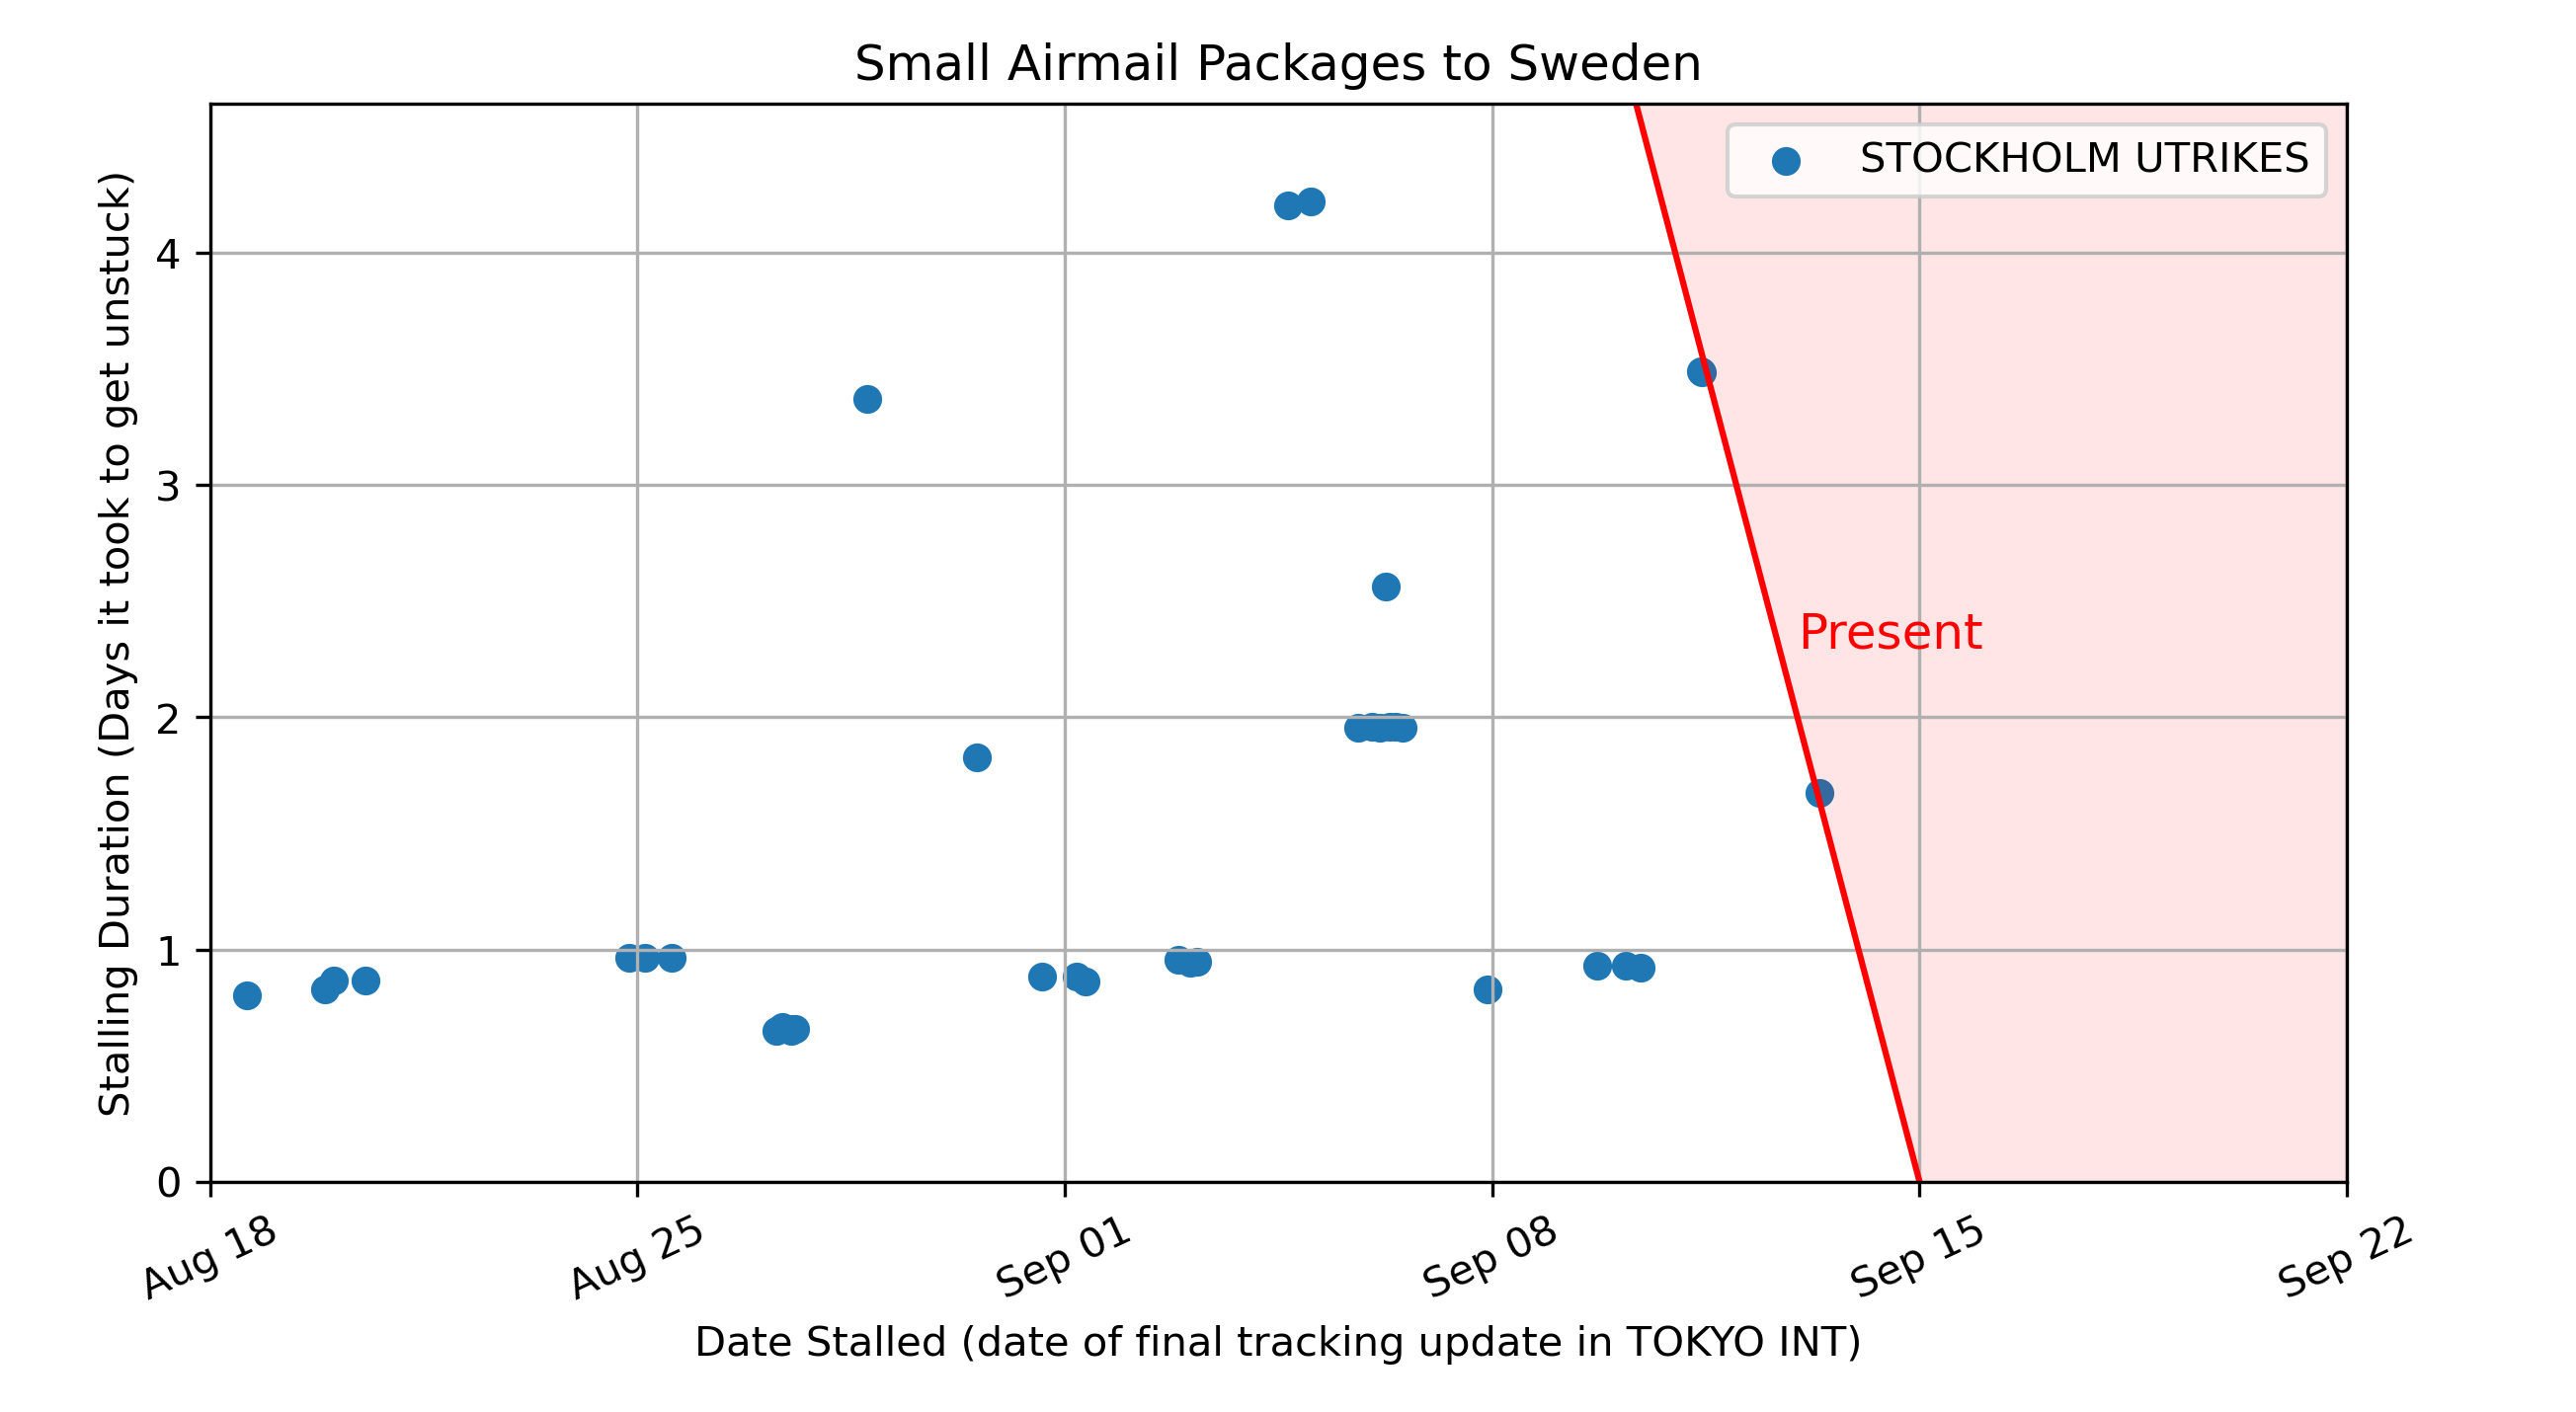 Small Airmail Packages to Sweden
STOCKHOLM UTRIKES
Stalling Duration (Days it took to get unstuck)
4
3
2
1
0
Present
Aug 18
Aug 25
Sep 01
Sep 08
Sep 15
Sep 22
Date Stalled (date of final tracking update in TOKYO INT)